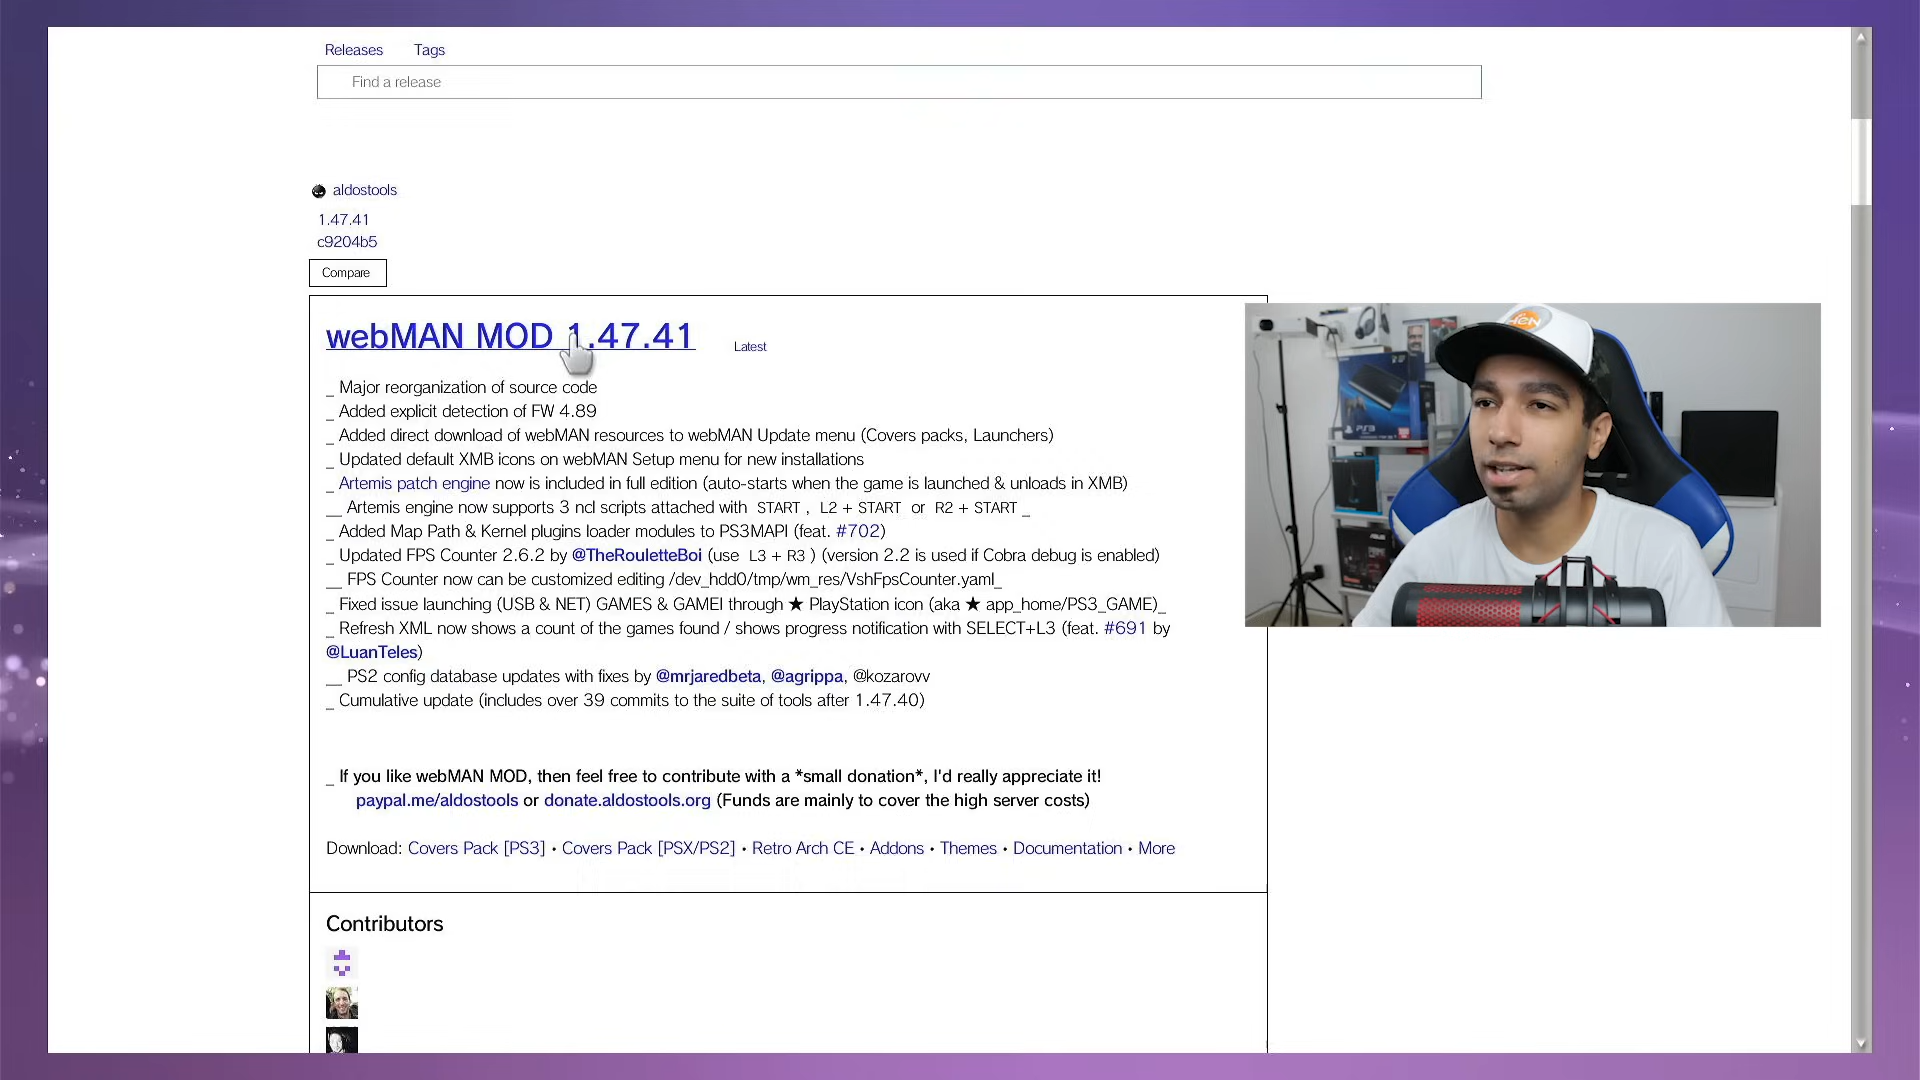 Releases Tags
Find a release
aldostools
1.47.41
c9204b5
Compare
webMAN MOD 1.47.41 Latest
_ Major reorganization of source code
_ Added explicit detection of FW 4.89
_ Added direct download of webMAN resources to webMAN Update menu (Covers packs, Launchers)
_ Updated default XMB icons on webMAN Setup menu for new installations
_ Artemis patch engine now is included in full edition (auto-starts when the game is launched & unloads in XMB)
__ Artemis engine now supports 3 ncl scripts attached with START , L2 + START or R2 + START _
_ Added Map Path & Kernel plugins loader modules to PS3MAPI (feat. #702)
_ Updated FPS Counter 2.6.2 by @TheRouletteBoi (use L3 + R3 ) (version 2.2 is used if Cobra debug is enabled)
__ FPS Counter now can be customized editing /dev_hdd0/tmp/wm_res/VshFpsCounter.yaml_
_ Fixed issue launching (USB & NET) GAMES & GAMEI through ★ PlayStation icon (aka ★ app_home/PS3_GAME)_
_ Refresh XML now shows a count of the games found / shows progress notification with SELECT+L3 (feat. #691 by
@LuanTeles)
__ PS2 config database updates with fixes by @mrjaredbeta, @agrippa, @kozarovv
_ Cumulative update (includes over 39 commits to the suite of tools after 1.47.40)
_ If you like webMAN MOD, then feel free to contribute with a *small donation*, I'd really appreciate it!
paypal.me/aldostools or donate.aldostools.org (Funds are mainly to cover the high server costs)
Download: Covers Pack [PS3] • Covers Pack [PSX/PS2] • Retro Arch CE • Addons • Themes • Documentation • More
Contributors
PS3